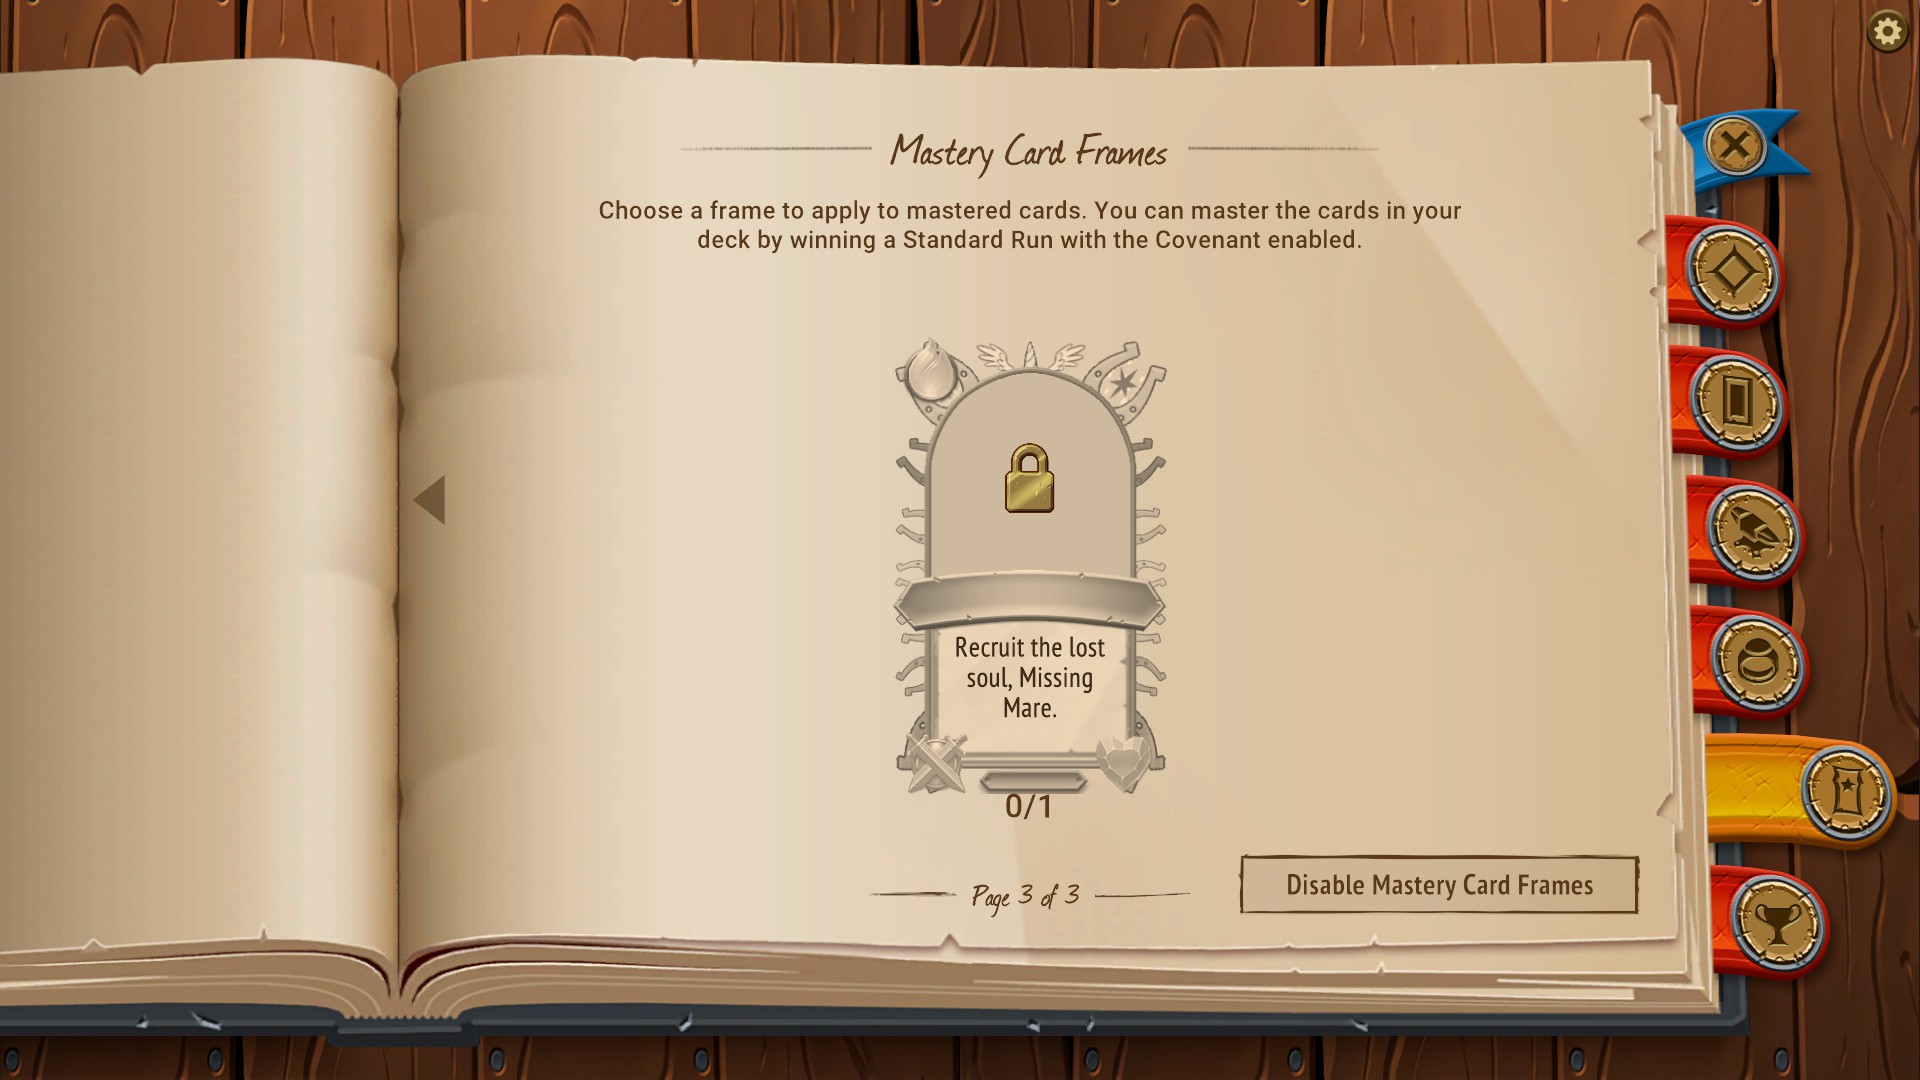 Mastery Card Frames
Choose a frame to apply to mastered cards. You can master the cards in your
deck by winning a Standard Run with the Covenant enabled.
Recruit the lost
soul, Missing
Mare.
0/1
Page 3 of 3
Disable Mastery Card Frames